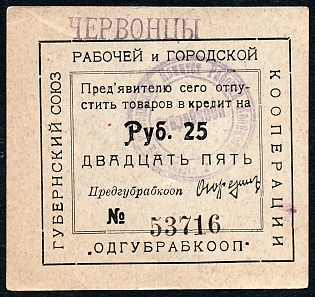 ЧЕРВОНЦЫ
РАБОЧЕЙ и ГОРОДСКОЙ
ГУБЕРНСКИЙ СОЮЗ
КООПЕРАЦИИ
Пред'явителю сего отпу-
стить товаров в кредит на
Руб. 25
ДВАДЦАТЬ ПЯТЬ
Предгубрабкооп
№ 53716
„ОДГУБРАБКООП"